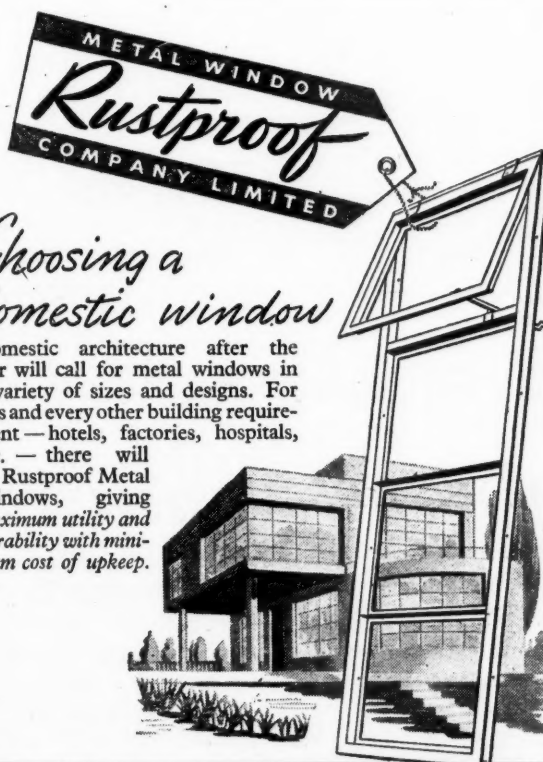 METAL WINDOW
Rustproof
COMPANY LIMITED
hoosing a
omestic window
mestic architecture after the
r will call for metal windows in
variety of sizes and designs. For
s and every other building require-
nt — hotels, factories, hospitals,
. — there will
Rustproof Metal
ndows, giving
ximum utility and
rability with mini-
m cost of upkeep.